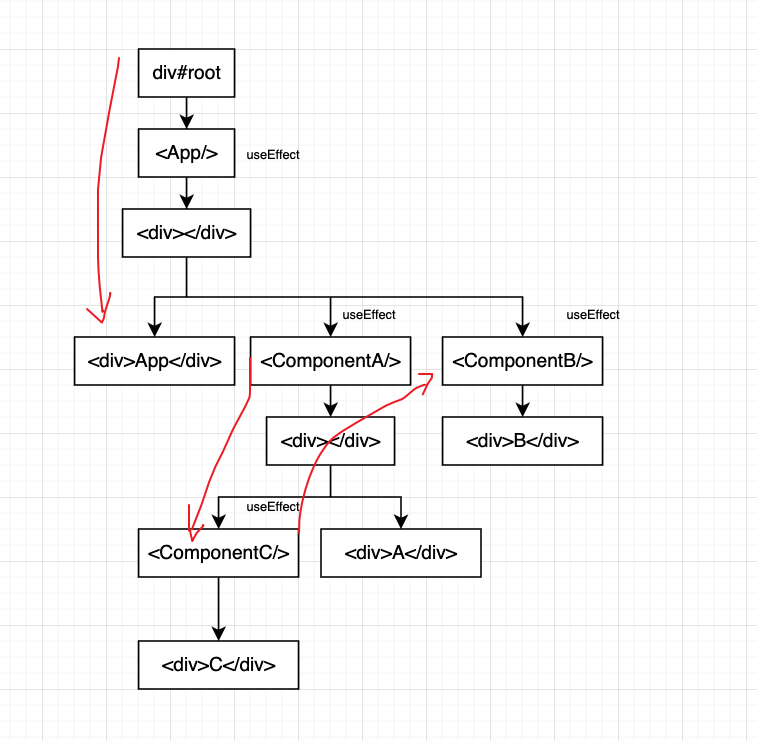 div#root
<App/>
useEffect
<div></div>
useEffect
useEffect
<div>App</div>
<ComponentA/>
<ComponentB/>
<div></div>
<div>B</div>
useEffect
<ComponentC/>
<div>A</div>
<div>C</div>